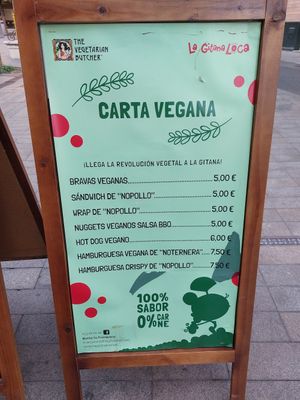 THE
VEGETARIAN
BUTCHER
La Gitana Loca
CARTA VEGANA
¡LLEGA LA REVOLUCIÓN VEGETAL A LA GITANA!
BRAVAS VEGANAS 5,00 €
SÁNDWICH DE "NOPOLLO" 5,00 €
WRAP DE "NOPOLLO" 5,00 €
NUGGETS VEGANOS SALSA BBQ 5,00 €
HOT DOG VEGANO 6,00 €
HAMBURGUESA VEGANA DE "NOTERNERA" 7,50 €
HAMBURGUESA CRISPY DE "NOPOLLO" 7,50 €
100%
SABOR
0% CAR
NE